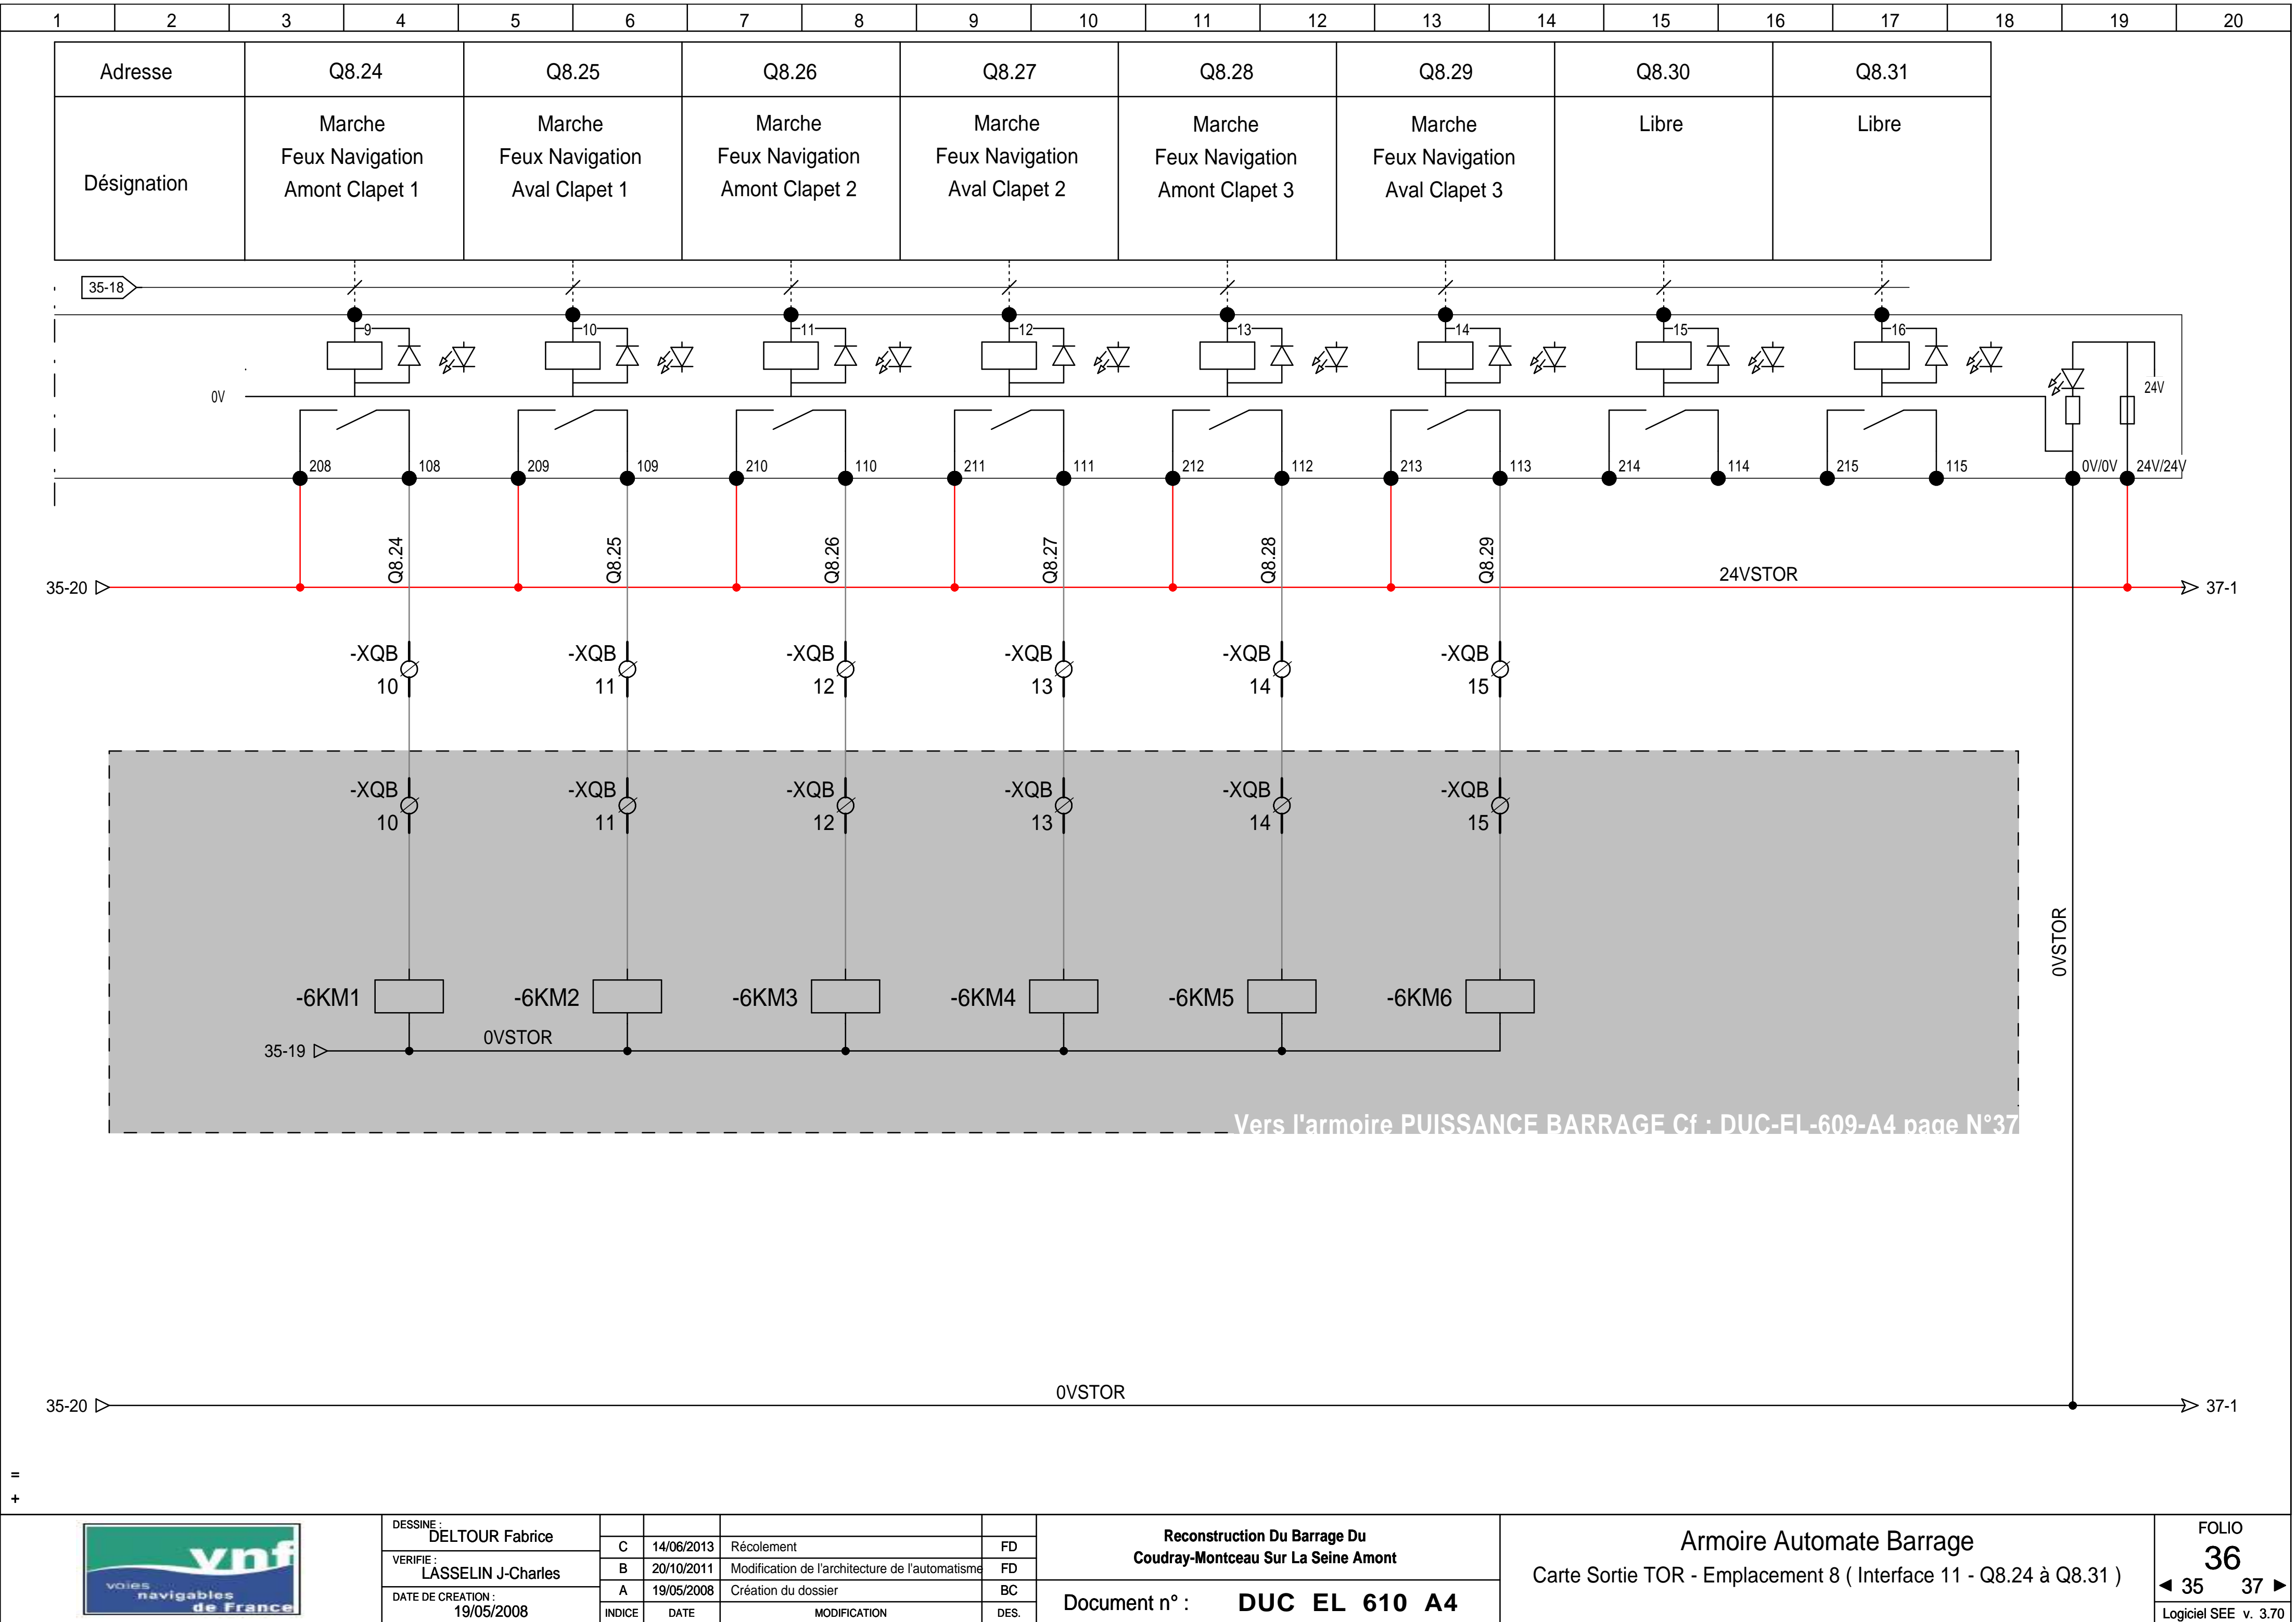 1 2 3 4 5 6 7 8 9 10 11 12 13 14 15 16 17 18 19 20
Adresse Q8.24 Q8.25 Q8.26 Q8.27 Q8.28 Q8.29 Q8.30 Q8.31
Désignation
Marche
Feux Navigation
Amont Clapet 1
Marche
Feux Navigation
Aval Clapet 1
Marche
Feux Navigation
Amont Clapet 2
Marche
Feux Navigation
Aval Clapet 2
Marche
Feux Navigation
Amont Clapet 3
Marche
Feux Navigation
Aval Clapet 3
Libre
Libre
35-18
9 10 11 12 13 14 15 16
0V 24V
208 108 209 109 210 110 211 111 212 112 213 113 214 114 215 115 0V/0V 24V/24V
Q8.24 Q8.25 Q8.26 Q8.27 Q8.28 Q8.29
35-20 24VSTOR 37-1
-XQB -XQB -XQB -XQB -XQB -XQB
10 11 12 13 14 15
-XQB -XQB -XQB -XQB -XQB -XQB
10 11 12 13 14 15
0VSTOR
-6KM1 -6KM2 -6KM3 -6KM4 -6KM5 -6KM6
35-19 0VSTOR
Vers l'armoire PUISSANCE BARRAGE Cf : DUC-EL-609-A4 page N°37
35-20 0VSTOR 37-1
=
+
vnf
voies
navigables
de France
DESSINE :
DELTOUR Fabrice
VERIFIE :
LASSELIN J-Charles
DATE DE CREATION :
19/05/2008
C 14/06/2013 Récolement FD
B 20/10/2011 Modification de l'architecture de l'automatisme FD
A 19/05/2008 Création du dossier BC
INDICE DATE MODIFICATION DES.
Reconstruction Du Barrage Du
Coudray-Montceau Sur La Seine Amont
Document n° : DUC EL 610 A4
Armoire Automate Barrage
Carte Sortie TOR - Emplacement 8 ( Interface 11 - Q8.24 à Q8.31 )
FOLIO
36
◄ 35 37 ►
Logiciel SEE v. 3.70